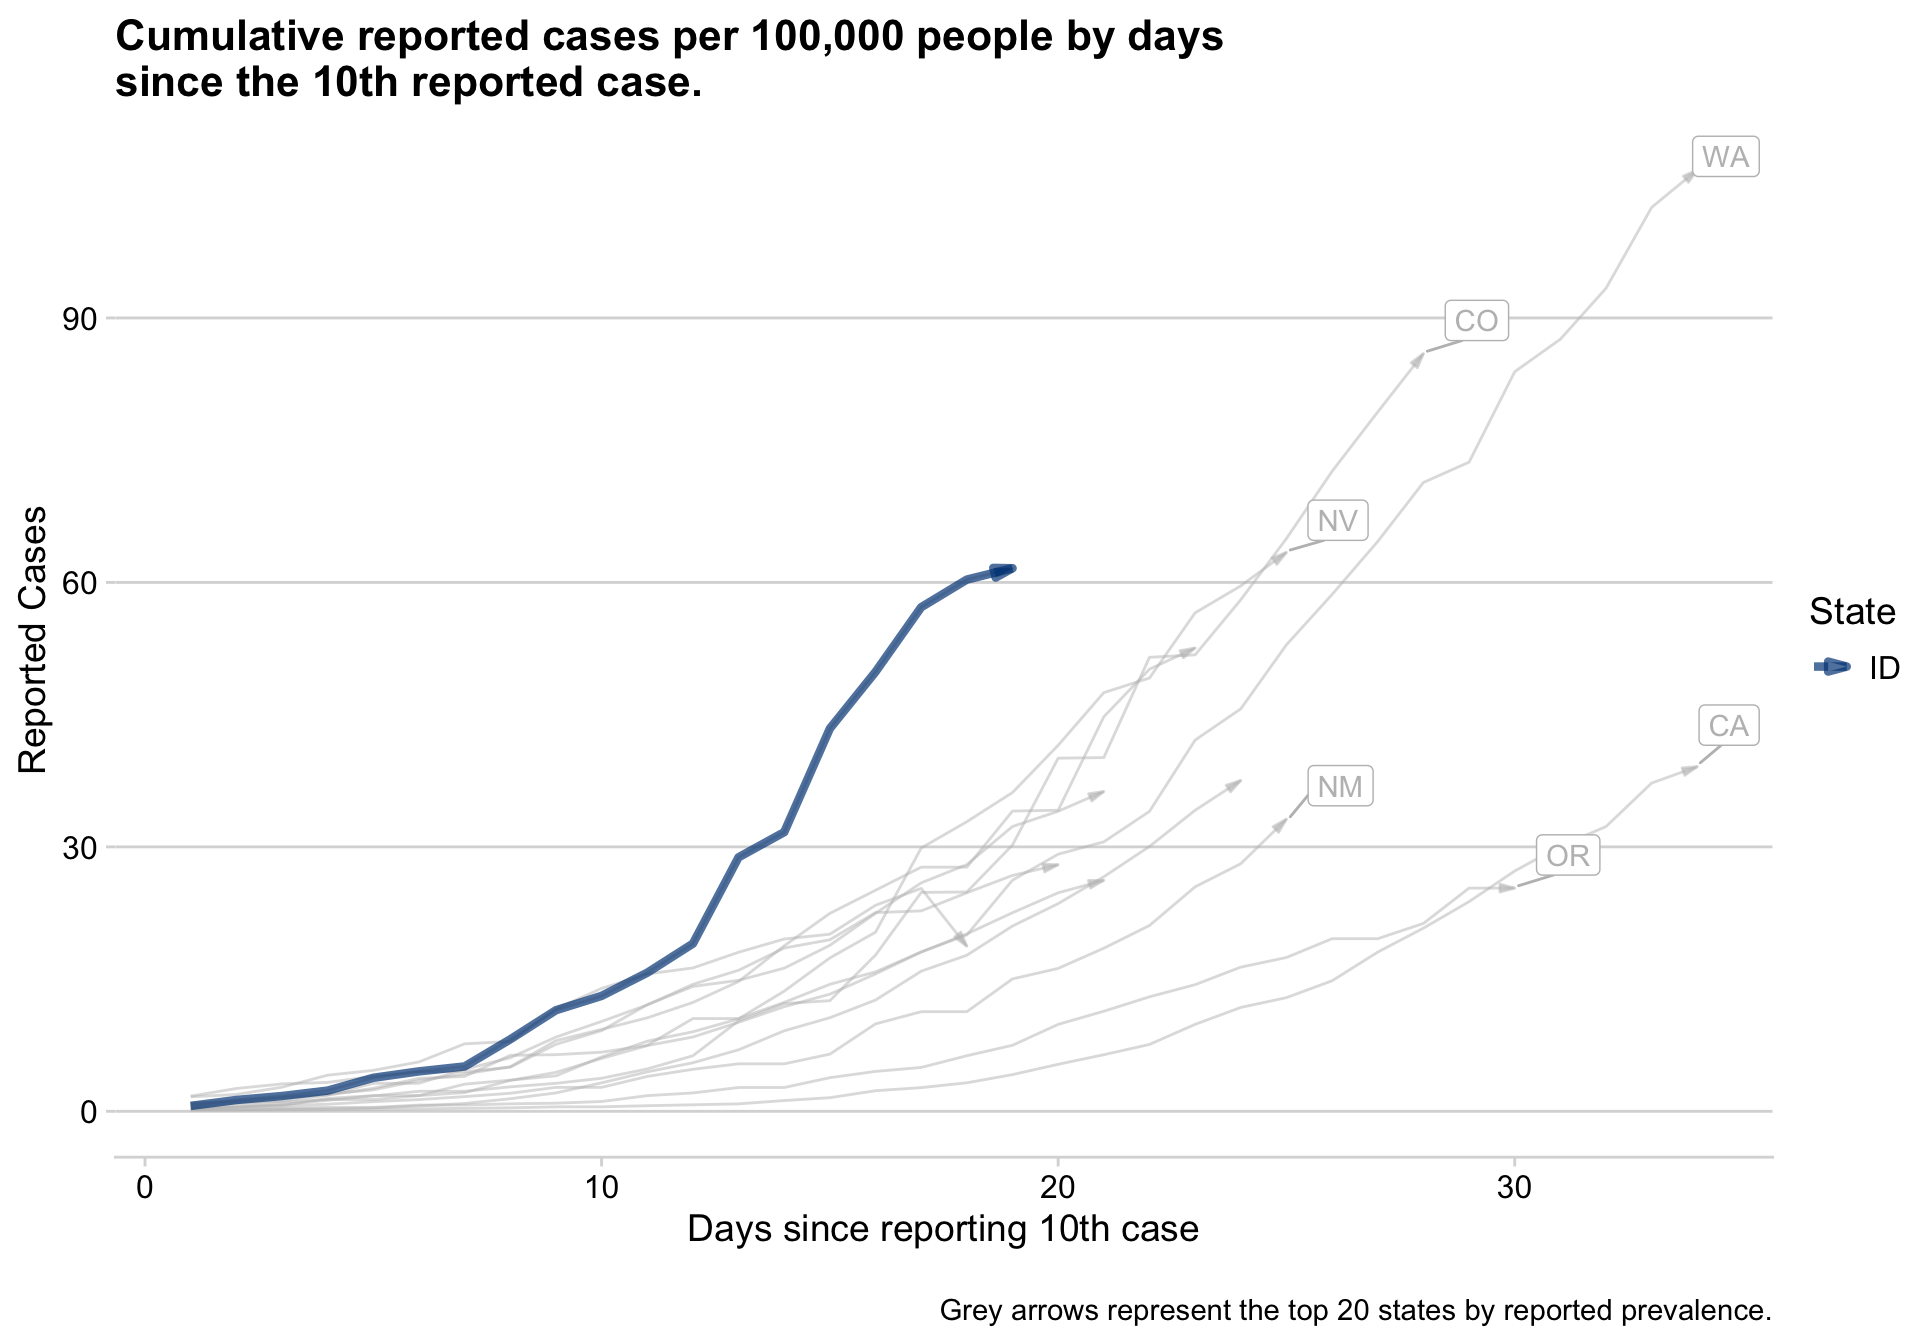 Cumulative reported cases per 100,000 people by days
since the 10th reported case.
WA
90
CO
NV
60
Reported Cases
State
ID
CA
NM
30
OR
0
0 10 20 30
Days since reporting 10th case
Grey arrows represent the top 20 states by reported prevalence.